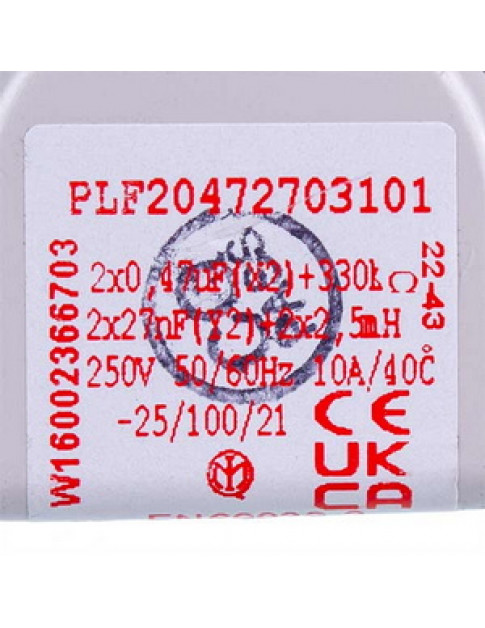 PLF20472703101
2x0,47uF(X2)+330kΩ
2x27nF(Y2)+2x2,5mH
250V 50/60Hz 10A/40°C
-25/100/21
CE
UK
CA
22-43
W16002366703